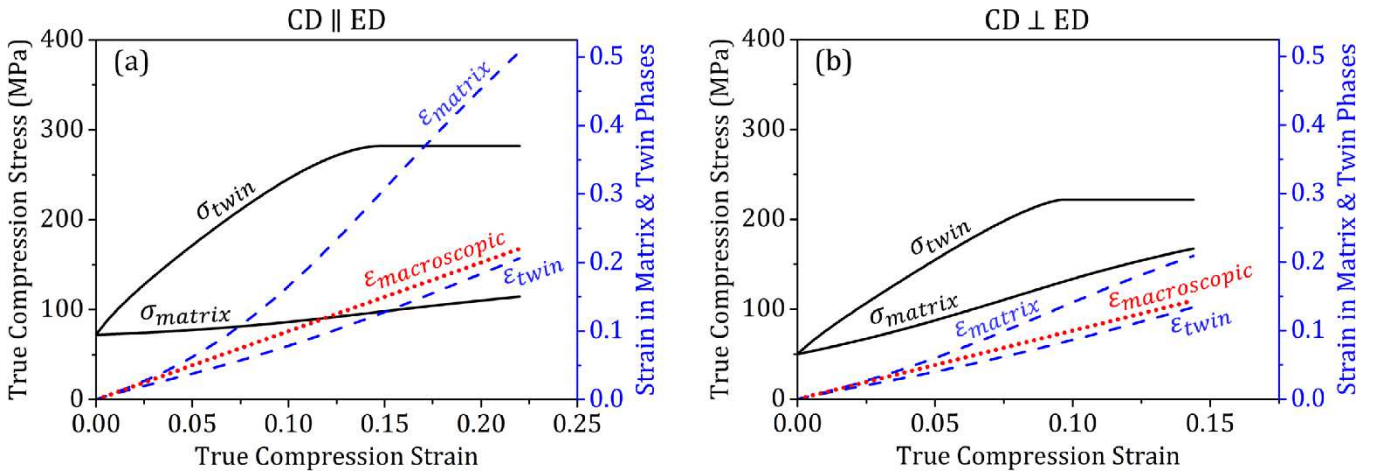 CD ∥ ED
(a)
True Compression Stress (MPa)
400
300
200
100
0
0.00
0.05
0.10
0.15
0.20
0.25
True Compression Strain
0.5
0.4
0.3
0.2
0.1
0.0
Strain in Matrix & Twin Phases
σtwin
σmatrix
εmatrix
εmacroscopic
εtwin
CD ⊥ ED
(b)
True Compression Stress (MPa)
400
300
200
100
0
0.00
0.05
0.10
0.15
True Compression Strain
0.5
0.4
0.3
0.2
0.1
0.0
Strain in Matrix & Twin Phases
σtwin
σmatrix
εmatrix
εmacroscopic
εtwin